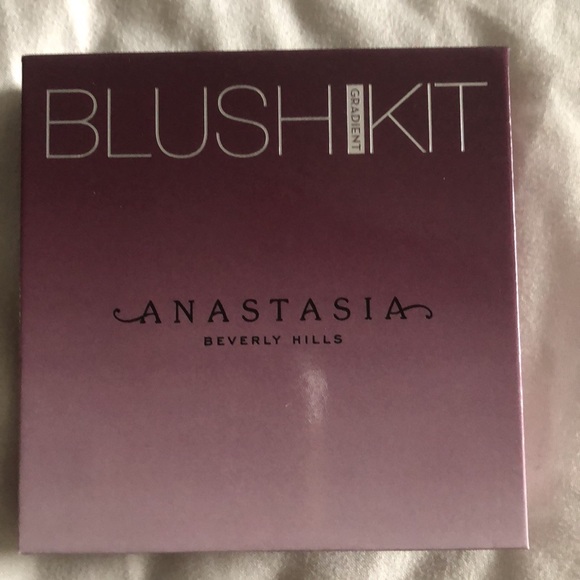 BLUSH GRADIENT KIT
ANASTASIA
BEVERLY HILLS